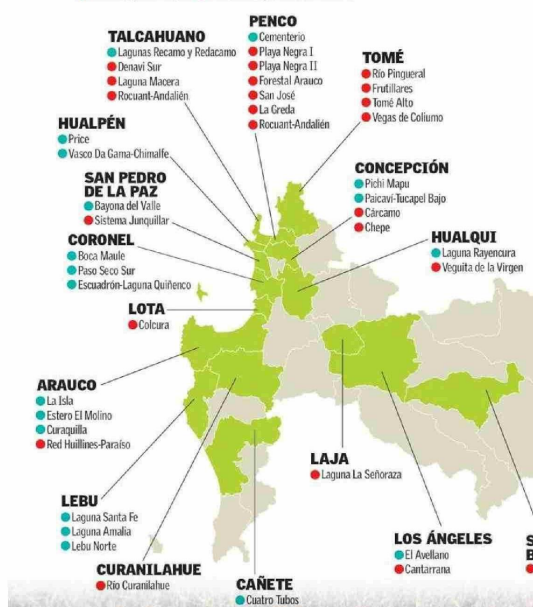 TALCAHUANO
Lagunas Recamo y Redacamo
Denavi Sur
Laguna Macera
Rocuant-Andalién
PENCO
Cementerio
Playa Negra I
Playa Negra II
Forestal Arauco
San José
La Greda
Rocuant-Andalién
TOMÉ
Río Pingueral
Frutillares
Tomé Alto
Vegas de Coliumo
HUALPÉN
Price
Vasco Da Gama-Chimalfe
SAN PEDRO
DE LA PAZ
Bayona del Valle
Sistema Junquillar
CONCEPCIÓN
Pichi Mapu
Paicaví-Tucapel Bajo
Cárcamo
Chepe
CORONEL
Boca Maule
Paso Seco Sur
Escuadrón-Laguna Quiñenco
HUALQUI
Laguna Rayencura
Veguita de la Virgen
LOTA
Colcura
ARAUCO
La Isla
Estero El Molino
Curaquilla
Red Huillines-Paraíso
LAJA
Laguna La Señoraza
LEBU
Laguna Santa Fe
Laguna Amalia
Lebu Norte
LOS ÁNGELES
El Avellano
Cantarrana
CURANILAHUE
Río Curanilahue
CAÑETE
Cuatro Tubos
S
B